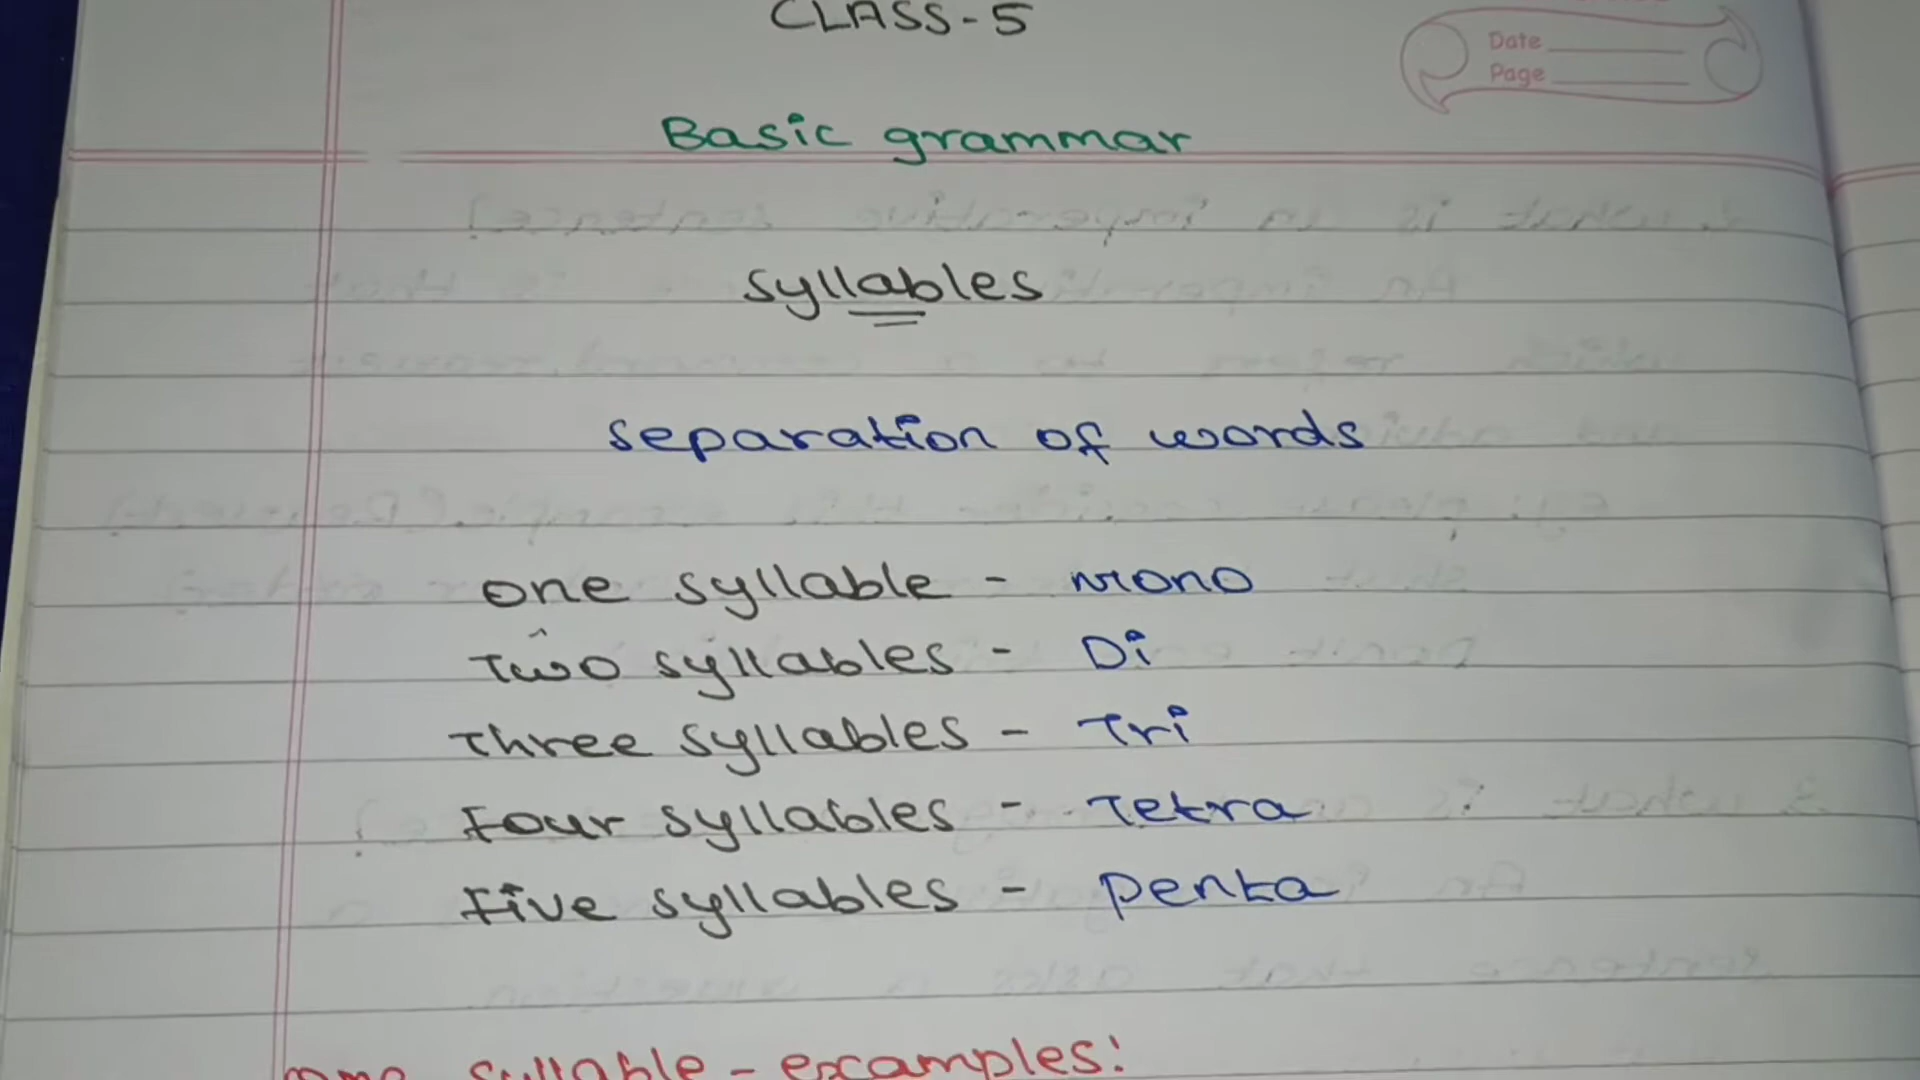 CLASS-5
Date
Page
Basic grammar
syllables
separation of words
one syllable - Mono
Two syllables - Di
Three syllables - Tri
Four syllables - Tetra
Five syllables - Penta
one syllable - examples: